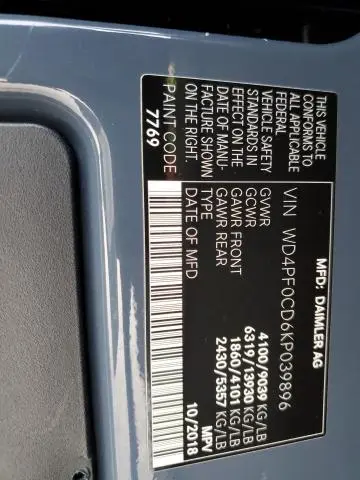 MFD: DAIMLER AG
VIN WD4PF0CD6KP039896
THIS VEHICLE
CONFORMS TO
ALL APPLICABLE
FEDERAL
VEHICLE SAFETY
STANDARDS IN
EFFECT ON THE
DATE OF MANU-
FACTURE SHOWN
ON THE RIGHT.
PAINT CODE
7769
GVWR 4100/9039 KG/LB
GCWR 6319/13930 KG/LB
GAWR FRONT 1860/4101 KG/LB
GAWR REAR 2430/5357 KG/LB
TYPE MPV
DATE OF MFD 10/2018